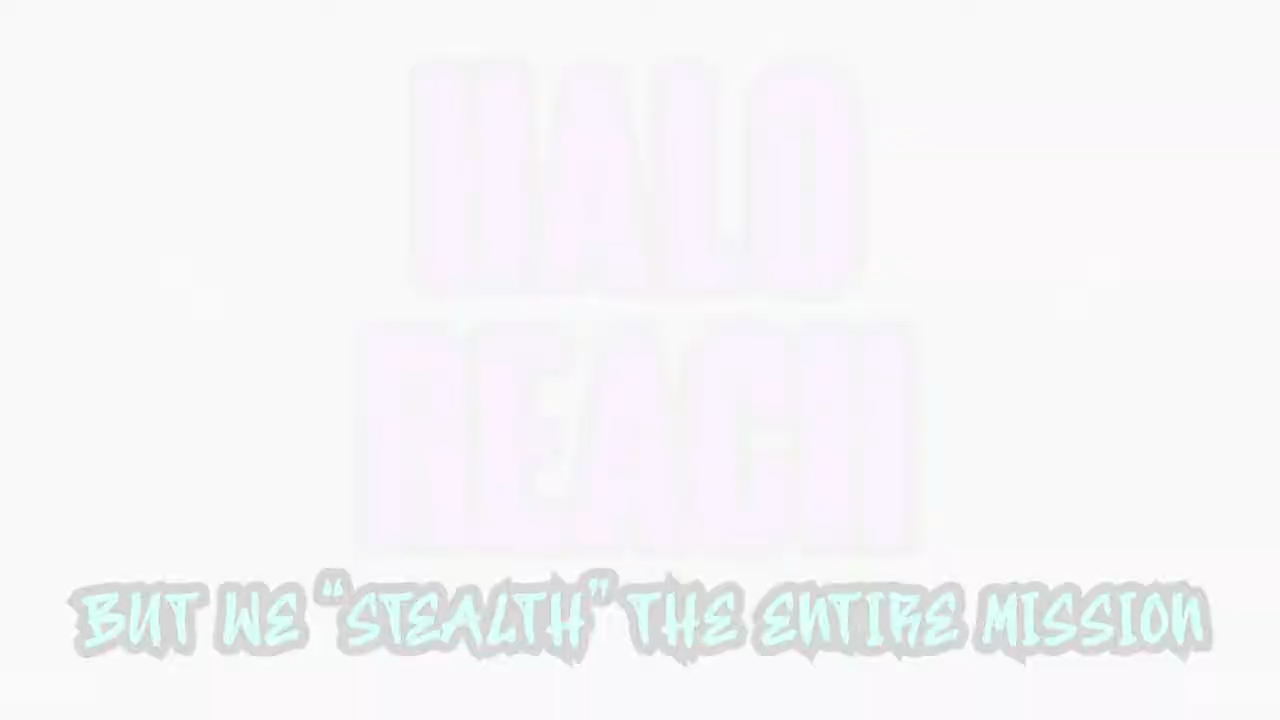 HALO
REACH
BUT WE “STEALTH” THE ENTIRE MISSION